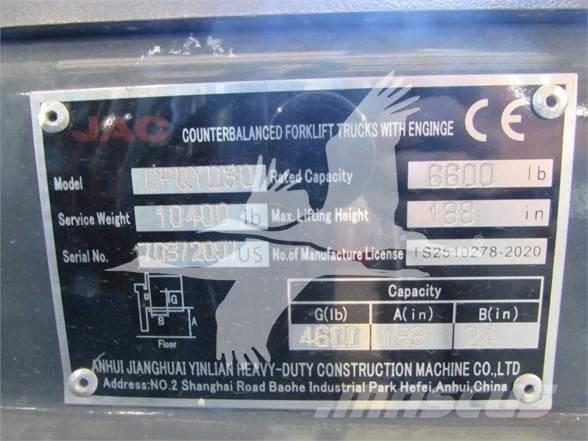 JAC COUNTERBALANCED FORKLIFT TRUCKS WITH ENGINGE CE
Model Rated Capacity 6600 lb
Service Weight 10400 lb Max. Lifting Height 188 in
Serial No. US No.of Manufacture License
Capacity
G(lb) A(in) B(in)
4600 188 24
G
B A
Floor
ANHUI JIANGHUAI YINLIAN HEAVY-DUTY CONSTRUCTION MACHINE CO.,LTD
Address:NO.2 Shanghai Road Baohe Industrial Park Hefei,Anhui,China
MASCUS